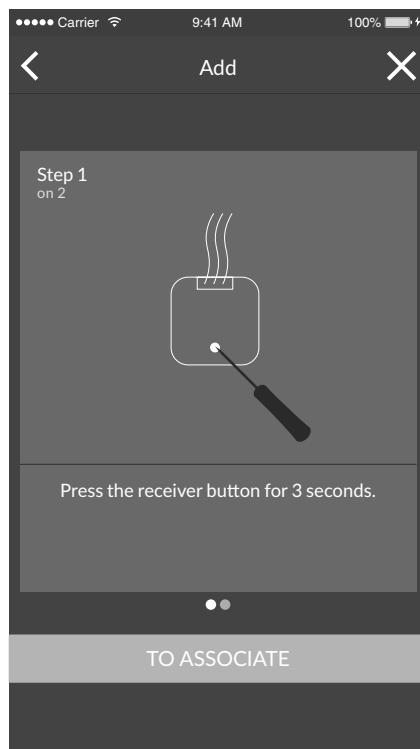 Carrier 9:41 AM 100%
Add
Step 1
on 2
Press the receiver button for 3 seconds.
TO ASSOCIATE